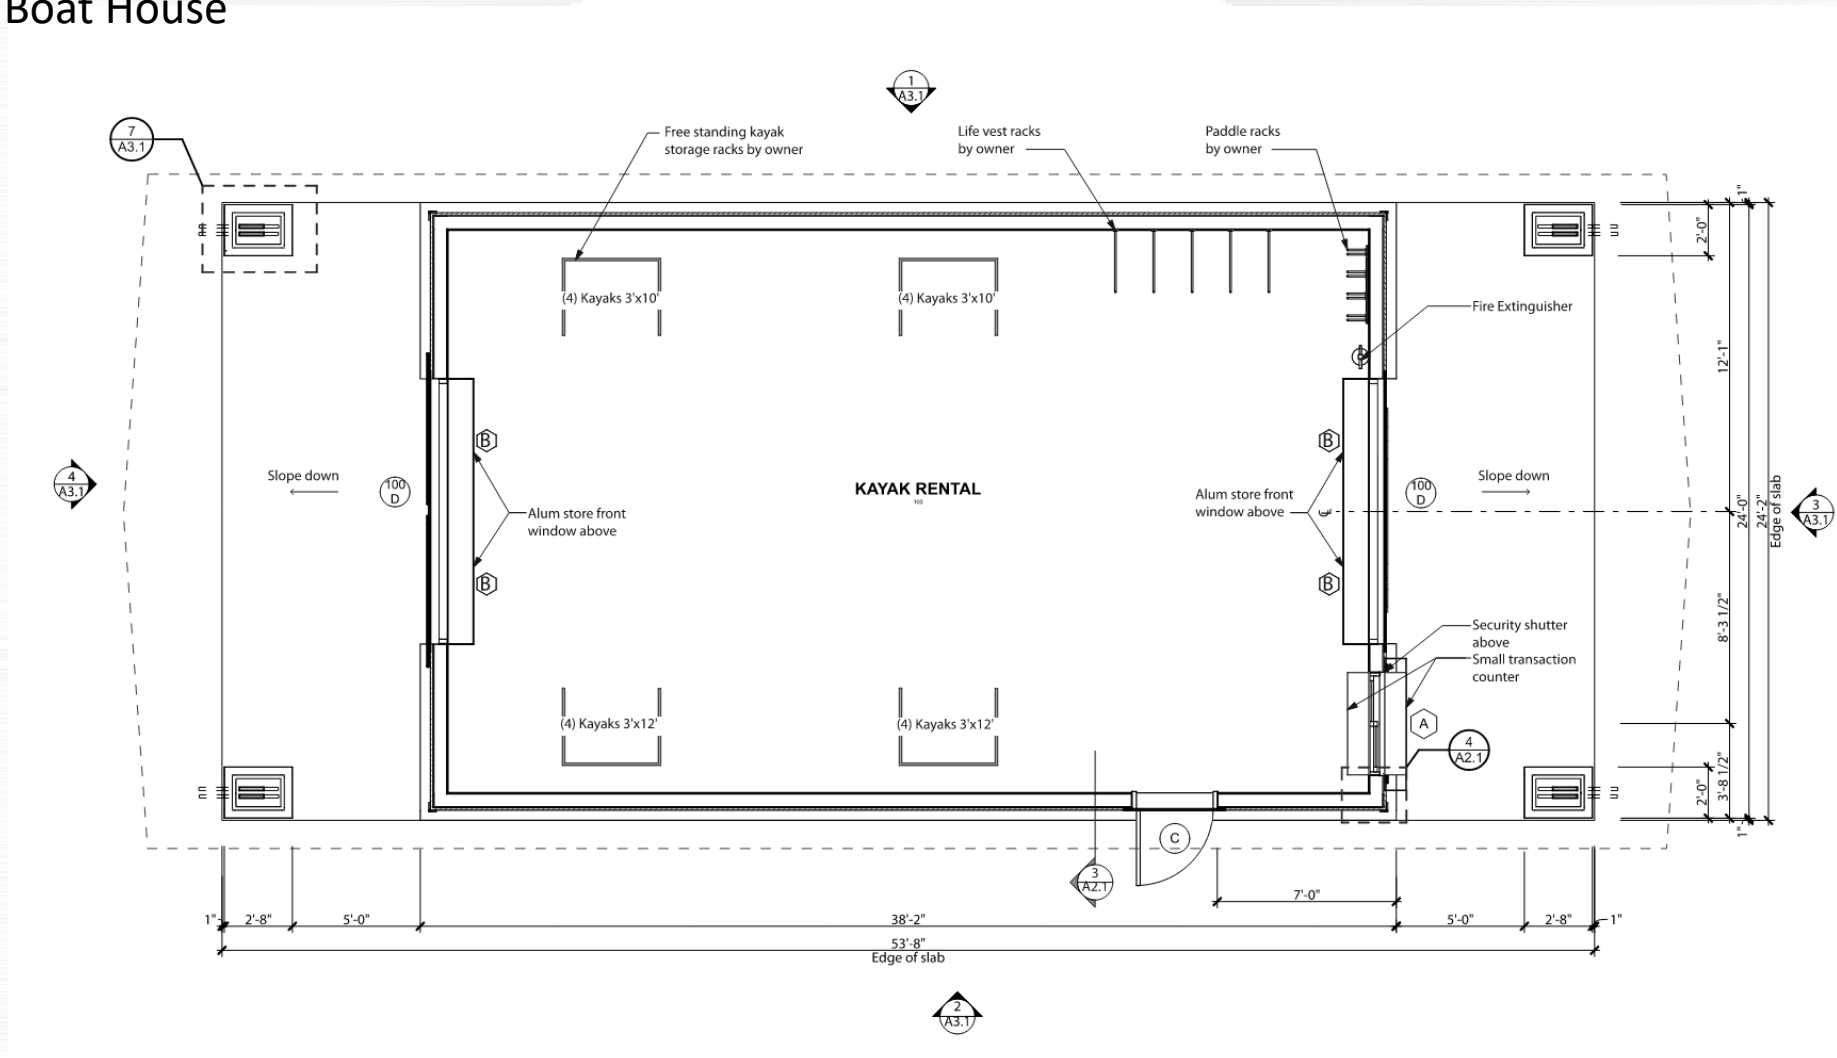 Boat House
1
A3.1
7
A3.1
Free standing kayak
storage racks by owner
Life vest racks
by owner
Paddle racks
by owner
1"
2'-0"
(4) Kayaks 3'x10'
(4) Kayaks 3'x10'
Fire Extinguisher
12'-1"
B
B
4
A3.1
Slope down
100
D
KAYAK RENTAL
100
Alum store front
window above
Alum store front
window above
100
D
Slope down
24'-0"
24'-2"
Edge of slab
3
A3.1
B
B
8'-3 1/2"
Security shutter
above
Small transaction
counter
(4) Kayaks 3'x12'
(4) Kayaks 3'x12'
A
4
A2.1
2'-0"
3'-8 1/2"
1"
C
3
A2.1
7'-0"
1"
2'-8"
5'-0"
38'-2"
5'-0"
2'-8"
1"
53'-8"
Edge of slab
2
A3.1